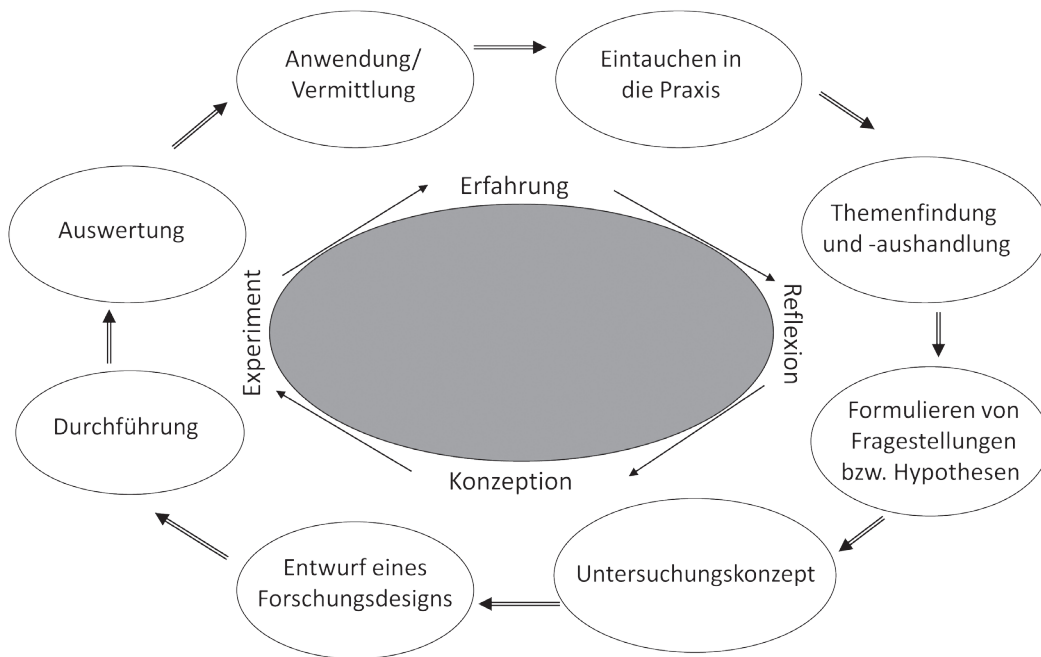 Anwendung/
Vermittlung
Eintauchen in
die Praxis
Themenfindung
und -aushandlung
Formulieren von
Fragestellungen
bzw. Hypothesen
Untersuchungskonzept
Entwurf eines
Forschungsdesigns
Durchführung
Auswertung
Erfahrung
Reflexion
Konzeption
Experiment